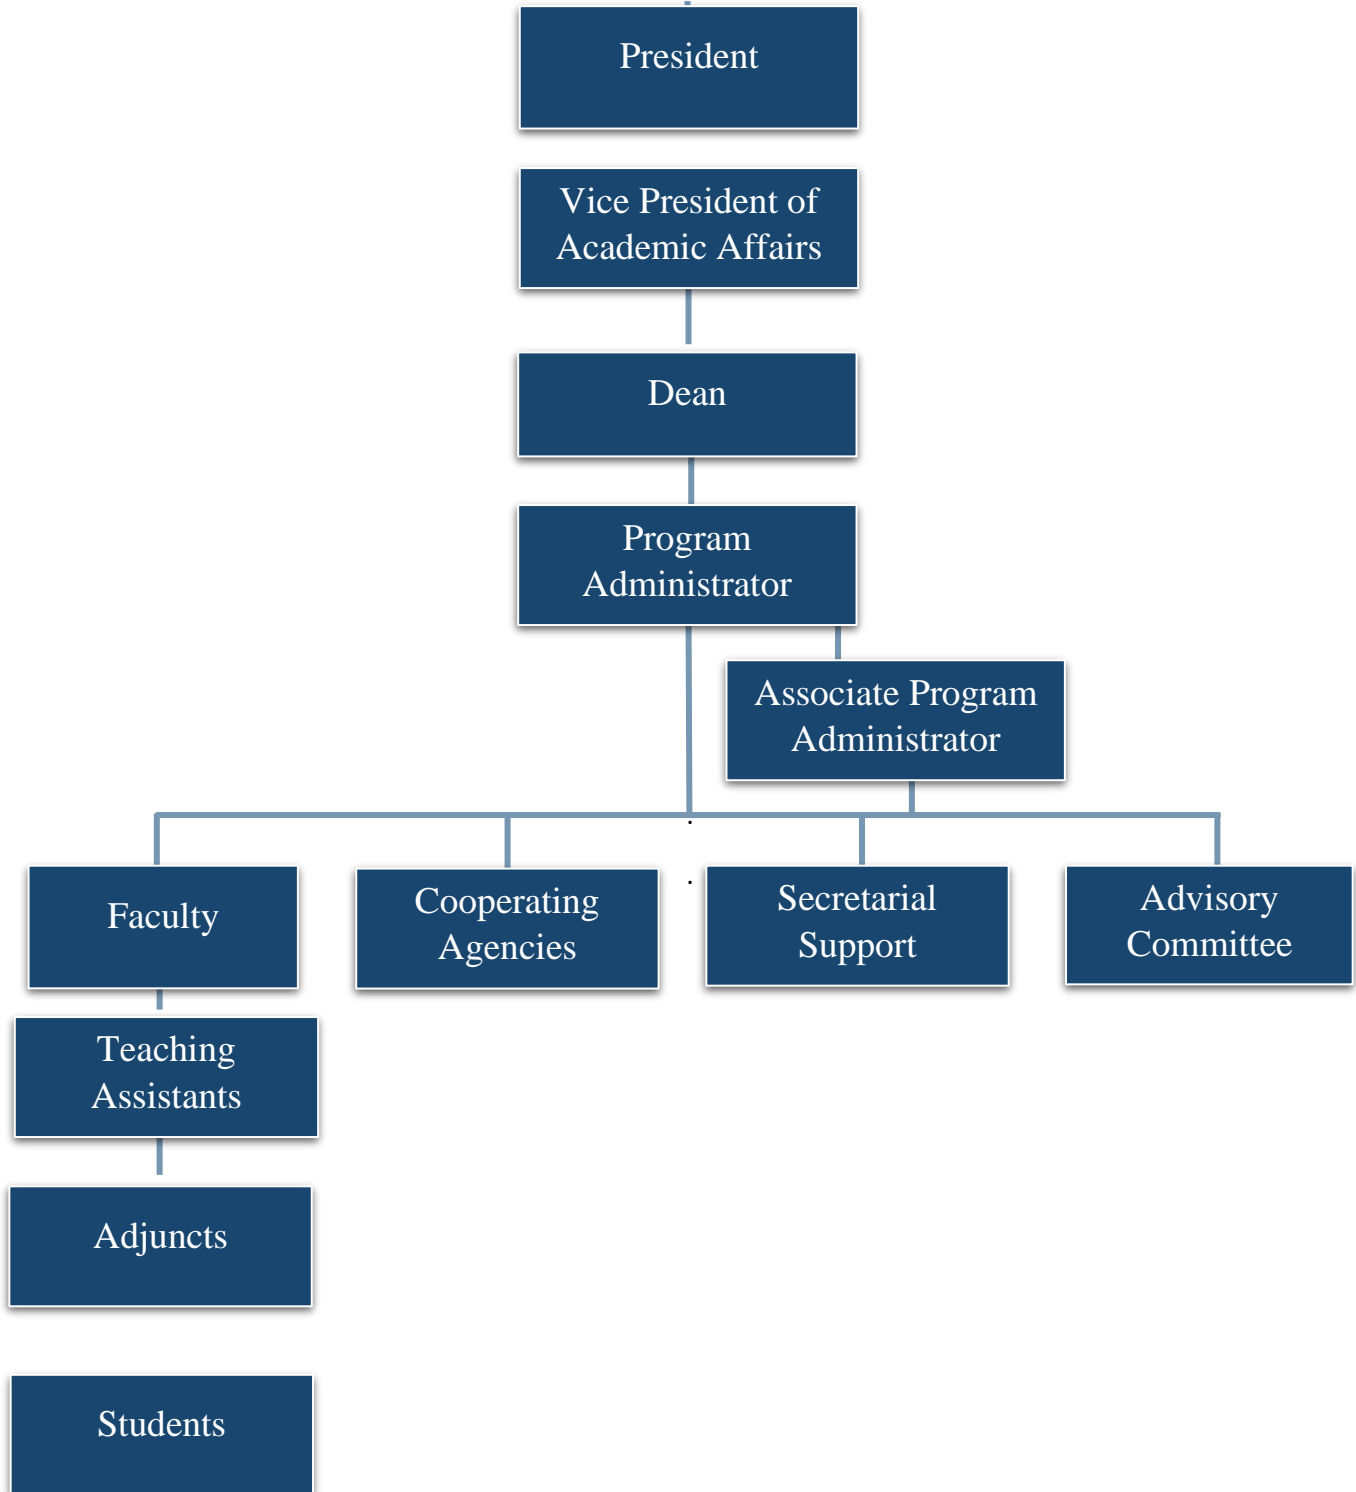 President
Vice President of
Academic Affairs
Dean
Program
Administrator
Associate Program
Administrator
.
.
Faculty
Cooperating
Agencies
Secretarial
Support
Advisory
Committee
Teaching
Assistants
Adjuncts
Students